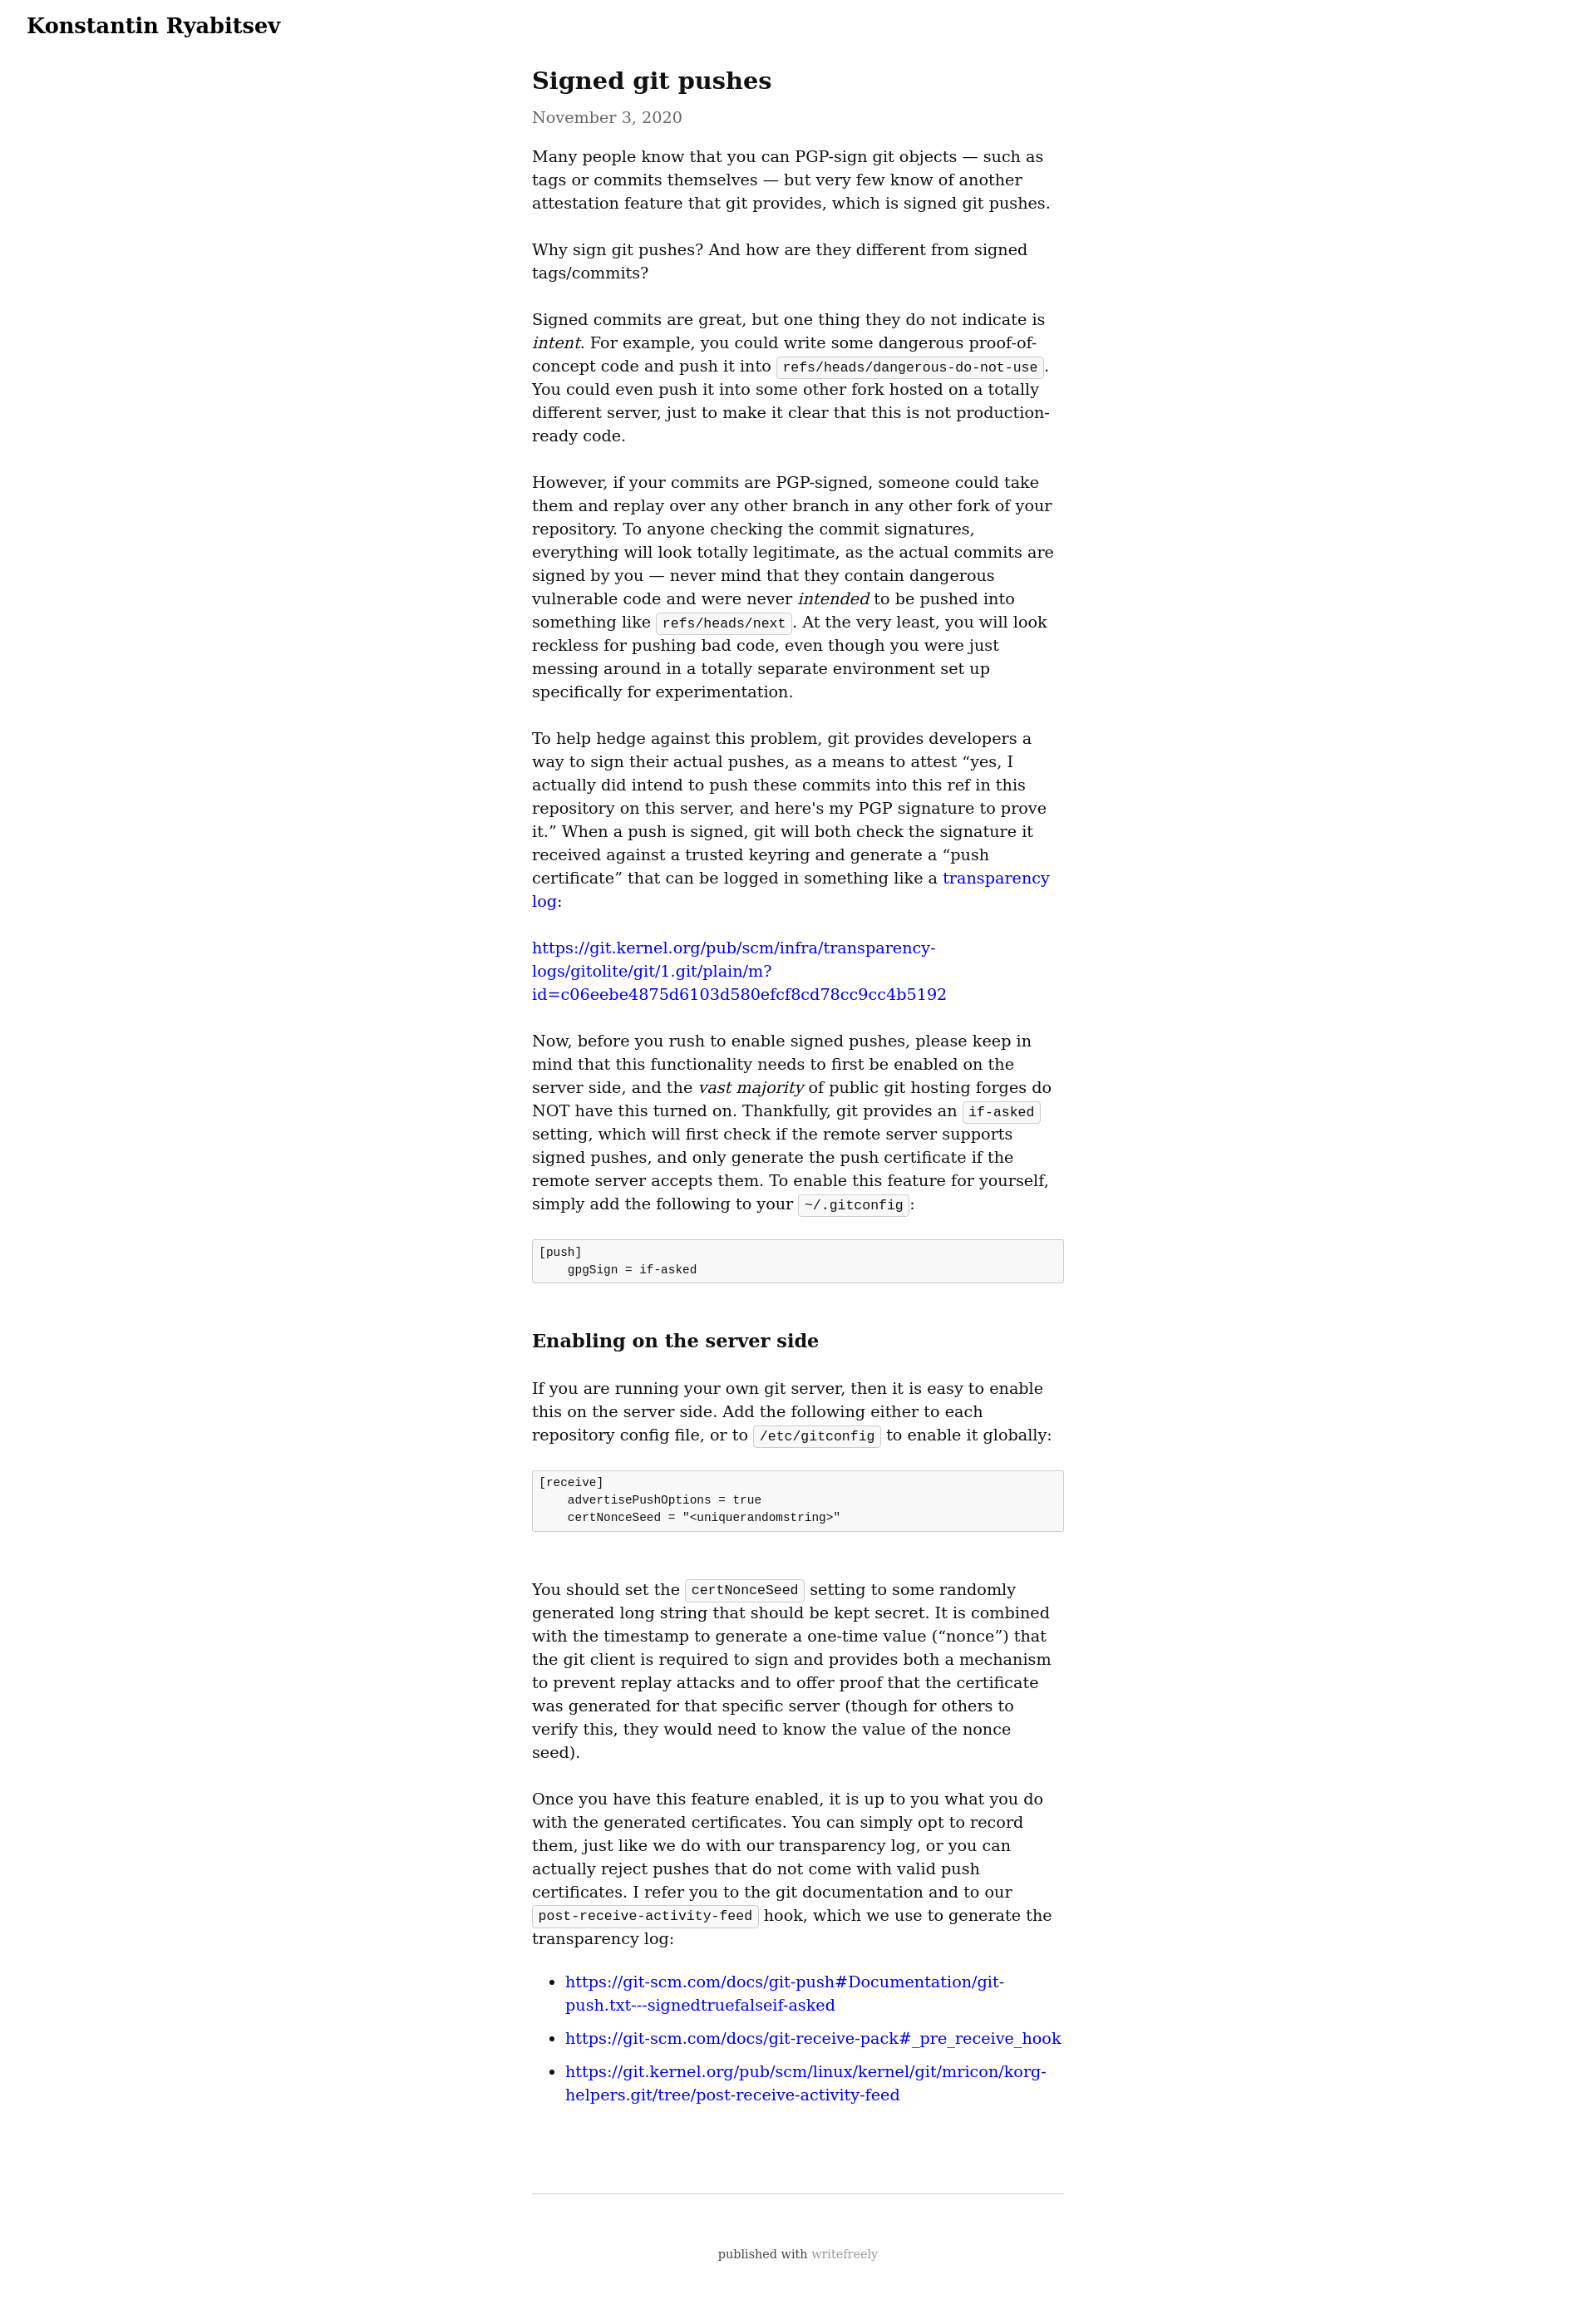 Konstantin Ryabitsev
Signed git pushes
November 3, 2020
Many people know that you can PGP-sign git objects — such as
tags or commits themselves — but very few know of another
attestation feature that git provides, which is signed git pushes.
Why sign git pushes? And how are they different from signed
tags/commits?
Signed commits are great, but one thing they do not indicate is
intent. For example, you could write some dangerous proof-of-
concept code and push it into refs/heads/dangerous-do-not-use.
You could even push it into some other fork hosted on a totally
different server, just to make it clear that this is not production-
ready code.
However, if your commits are PGP-signed, someone could take
them and replay over any other branch in any other fork of your
repository. To anyone checking the commit signatures,
everything will look totally legitimate, as the actual commits are
signed by you — never mind that they contain dangerous
vulnerable code and were never intended to be pushed into
something like refs/heads/next. At the very least, you will look
reckless for pushing bad code, even though you were just
messing around in a totally separate environment set up
specifically for experimentation.
To help hedge against this problem, git provides developers a
way to sign their actual pushes, as a means to attest “yes, I
actually did intend to push these commits into this ref in this
repository on this server, and here's my PGP signature to prove
it.” When a push is signed, git will both check the signature it
received against a trusted keyring and generate a “push
certificate” that can be logged in something like a transparency
log:
https://git.kernel.org/pub/scm/infra/transparency-
logs/gitolite/git/1.git/plain/m?
id=c06eebe4875d6103d580efcf8cd78cc9cc4b5192
Now, before you rush to enable signed pushes, please keep in
mind that this functionality needs to first be enabled on the
server side, and the vast majority of public git hosting forges do
NOT have this turned on. Thankfully, git provides an if-asked
setting, which will first check if the remote server supports
signed pushes, and only generate the push certificate if the
remote server accepts them. To enable this feature for yourself,
simply add the following to your ~/.gitconfig:
[push]
    gpgSign = if-asked
Enabling on the server side
If you are running your own git server, then it is easy to enable
this on the server side. Add the following either to each
repository config file, or to /etc/gitconfig to enable it globally:
[receive]
    advertisePushOptions = true
    certNonceSeed = "<uniquerandomstring>"
You should set the certNonceSeed setting to some randomly
generated long string that should be kept secret. It is combined
with the timestamp to generate a one-time value (“nonce”) that
the git client is required to sign and provides both a mechanism
to prevent replay attacks and to offer proof that the certificate
was generated for that specific server (though for others to
verify this, they would need to know the value of the nonce
seed).
Once you have this feature enabled, it is up to you what you do
with the generated certificates. You can simply opt to record
them, just like we do with our transparency log, or you can
actually reject pushes that do not come with valid push
certificates. I refer you to the git documentation and to our
post-receive-activity-feed hook, which we use to generate the
transparency log:
• https://git-scm.com/docs/git-push#Documentation/git-
push.txt---signedtruefalseif-asked
• https://git-scm.com/docs/git-receive-pack#_pre_receive_hook
• https://git.kernel.org/pub/scm/linux/kernel/git/mricon/korg-
helpers.git/tree/post-receive-activity-feed
published with writefreely